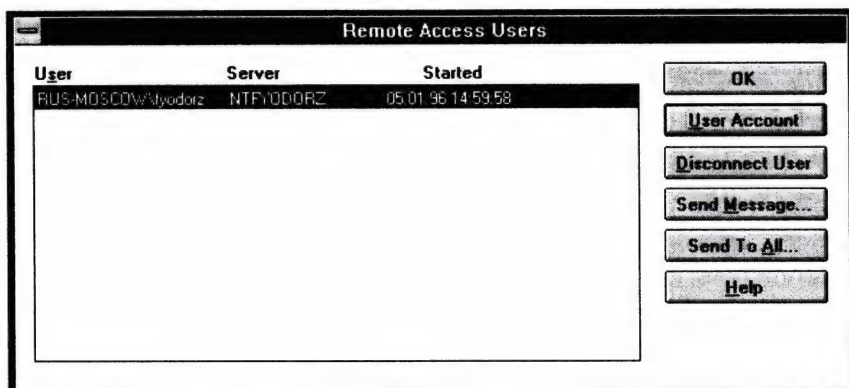 Remote Access Users
User Server Started
RUS-MOSCOW\fyodorz NTFYODORZ 05.01.96 14:59:58
OK
User Account
Disconnect User
Send Message...
Send To All...
Help